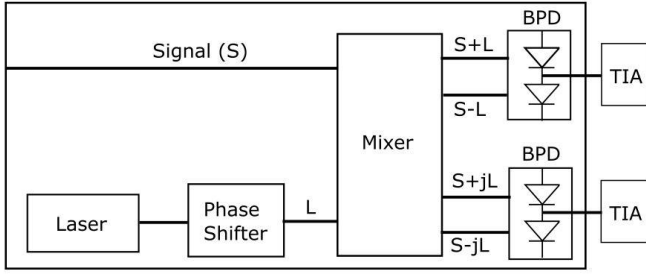 BPD
Signal (S)
S+L
TIA
S-L
Mixer
BPD
S+jL
Laser
Phase
Shifter
L
TIA
S-jL